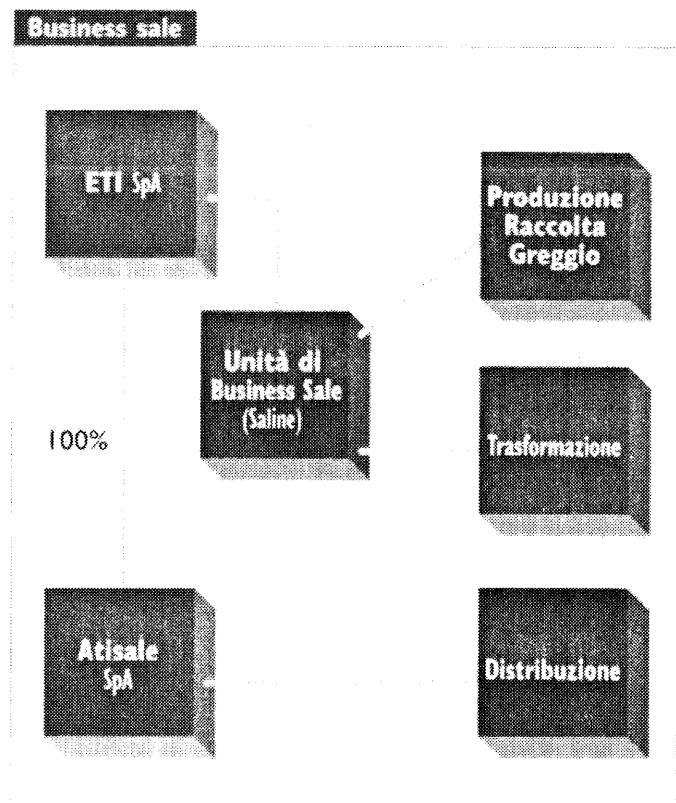 Business sale
ETI SpA
Produzione
Raccolta
Greggio
Unità di
Business Sale
(Saline)
100%
Trasformazione
Atisale
SpA
Distribuzione